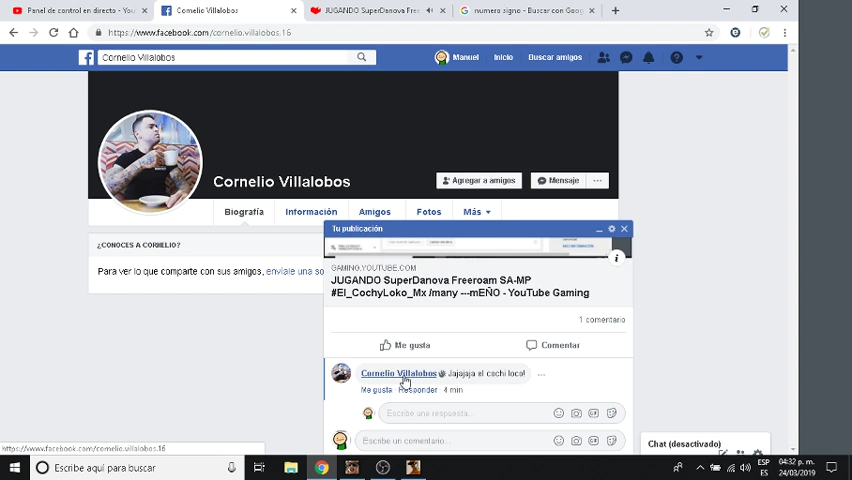 Panel de control en directo - You
Cornelio Villalobos
JUGANDO SuperDanova Free
numero signo - Buscar con Goog
https://www.facebook.com/cornelio.villalobos.16
Cornelio Villalobos
Manuel
Inicio
Buscar amigos
Cornelio Villalobos
Agregar a amigos
Mensaje
Biografía
Información
Amigos
Fotos
Más
¿CONOCES A CORNELIO?
Para ver lo que comparte con sus amigos, envíale una so
Tu publicación
GAMING.YOUTUBE.COM
JUGANDO SuperDanova Freeroam SA-MP
#El_CochyLoko_Mx /many ---mEÑO - YouTube Gaming
1 comentario
Me gusta
Comentar
Cornelio Villalobos Jajajaja el cochi loco!
Me gusta Responder 4 min
Escribe una respuesta...
Escribe un comentario...
https://www.facebook.com/cornelio.villalobos.16
Chat (desactivado)
Escribe aquí para buscar
ESP
ES
04:32 p. m.
24/03/2019